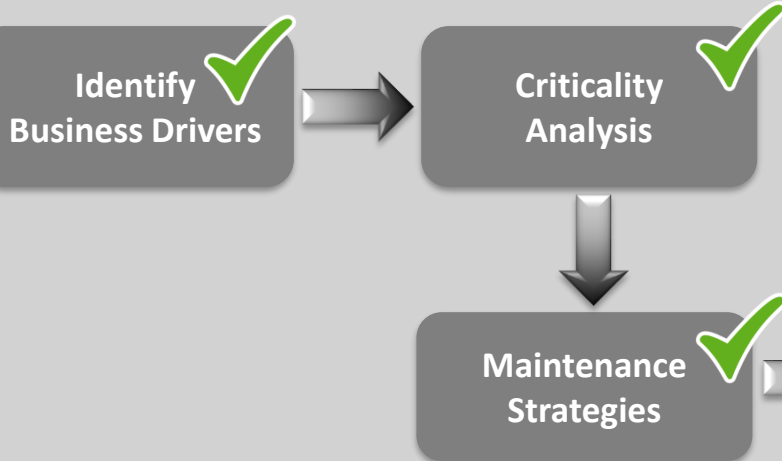 Identify
Business Drivers
Criticality
Analysis
Maintenance
Strategies